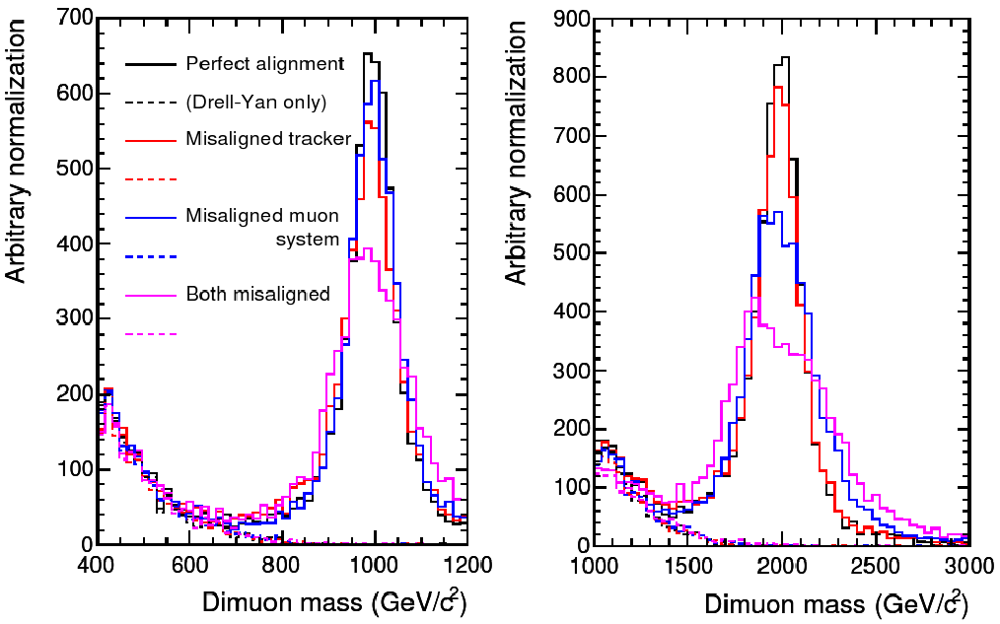 Arbitrary normalization
700
600
500
400
300
200
100
0
400
600
800
1000
1200
Dimuon mass (GeV/c²)
Perfect alignment
(Drell-Yan only)
Misaligned tracker
Misaligned muon
system
Both misaligned
Arbitrary normalization
900
800
700
600
500
400
300
200
100
0
1000
1500
2000
2500
3000
Dimuon mass (GeV/c²)